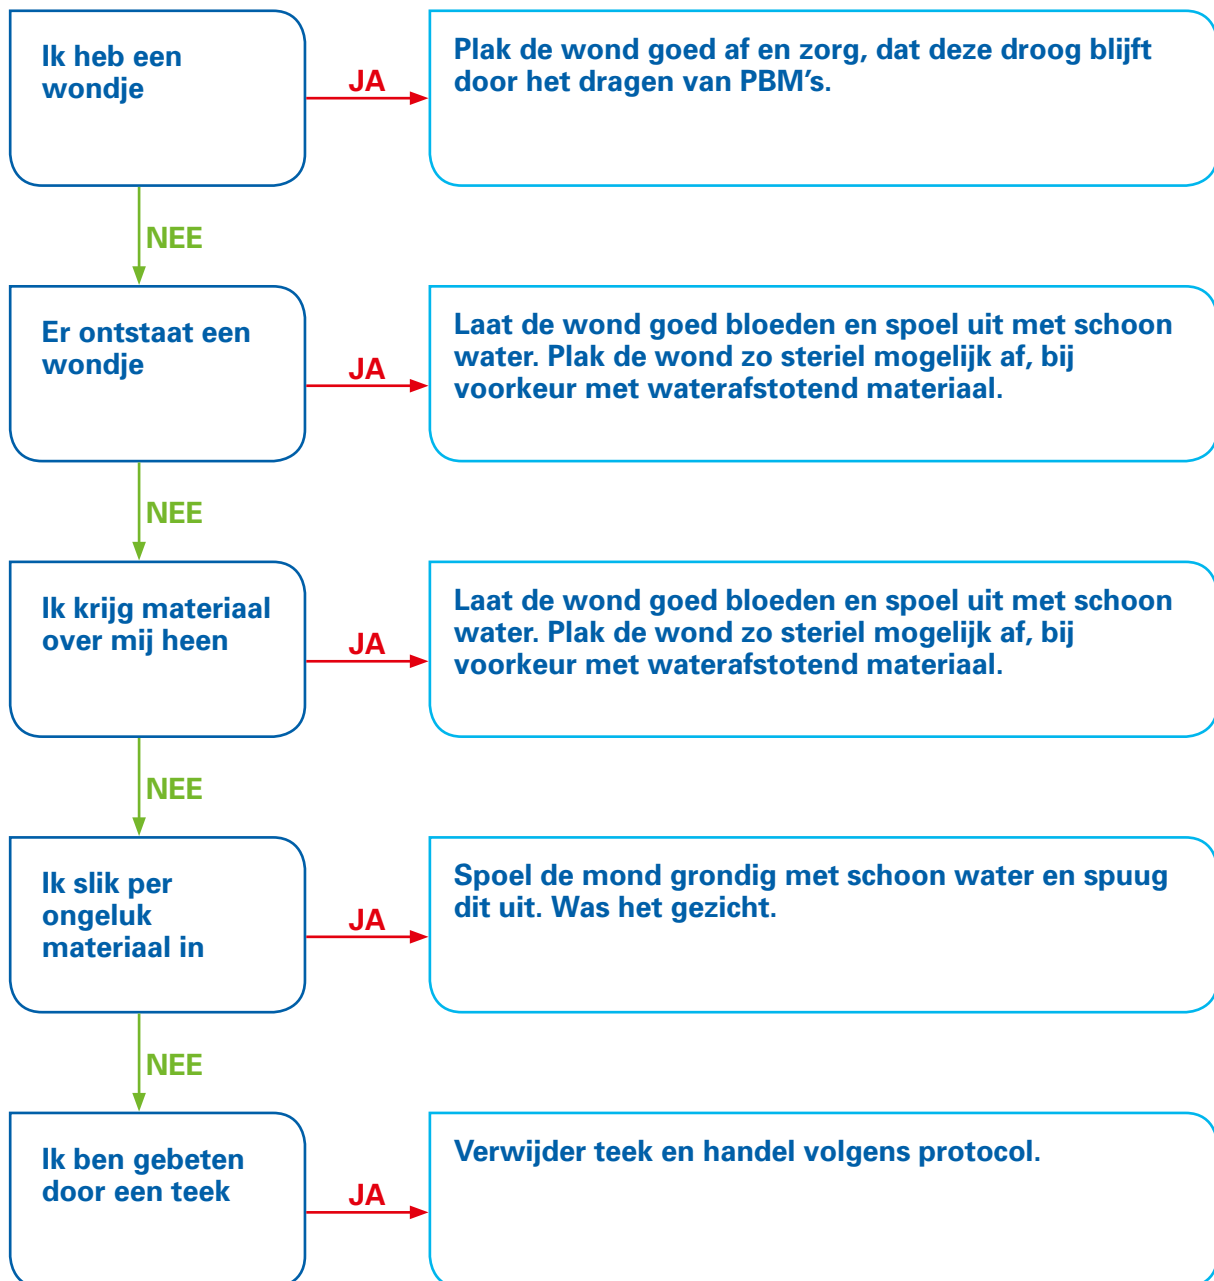 Ik heb een
wondje
JA
Plak de wond goed af en zorg, dat deze droog blijft
door het dragen van PBM's.
NEE
Er ontstaat een
wondje
JA
Laat de wond goed bloeden en spoel uit met schoon
water. Plak de wond zo steriel mogelijk af, bij
voorkeur met waterafstotend materiaal.
NEE
Ik krijg materiaal
over mij heen
JA
Laat de wond goed bloeden en spoel uit met schoon
water. Plak de wond zo steriel mogelijk af, bij
voorkeur met waterafstotend materiaal.
NEE
Ik slik per
ongeluk
materiaal in
JA
Spoel de mond grondig met schoon water en spuug
dit uit. Was het gezicht.
NEE
Ik ben gebeten
door een teek
JA
Verwijder teek en handel volgens protocol.